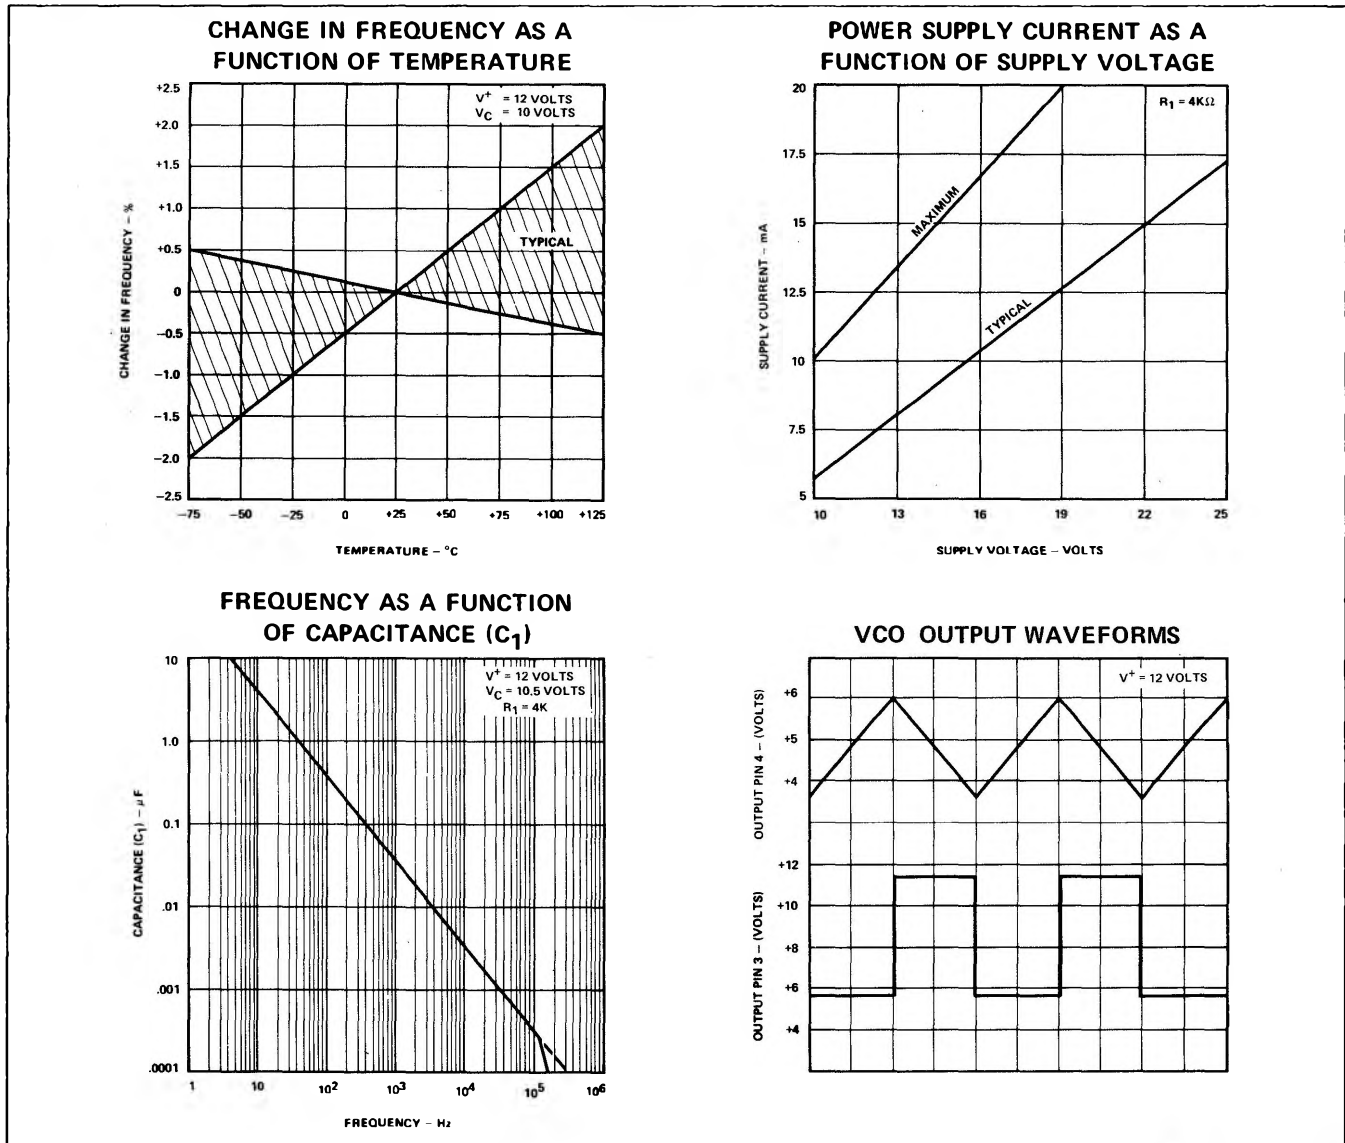 CHANGE IN FREQUENCY AS A
FUNCTION OF TEMPERATURE
+2.5
+2.0
+1.5
+1.0
+0.5
0
−0.5
−1.0
−1.5
−2.0
−2.5
CHANGE IN FREQUENCY – %
V+ = 12 VOLTS
VC = 10 VOLTS
TYPICAL
−75
−50
−25
0
+25
+50
+75
+100
+125
TEMPERATURE – °C
POWER SUPPLY CURRENT AS A
FUNCTION OF SUPPLY VOLTAGE
20
17.5
15
12.5
10
7.5
5
SUPPLY CURRENT – mA
R1 = 4KΩ
MAXIMUM
TYPICAL
10
13
16
19
22
25
SUPPLY VOLTAGE – VOLTS
FREQUENCY AS A FUNCTION
OF CAPACITANCE (C1)
10
1.0
0.1
.01
.001
.0001
CAPACITANCE (C1) – μF
V+ = 12 VOLTS
VC = 10.5 VOLTS
R1 = 4K
1
10
10²
10³
10⁴
10⁵
10⁶
FREQUENCY – Hz
VCO OUTPUT WAVEFORMS
V+ = 12 VOLTS
+6
+5
+4
OUTPUT PIN 4 – (VOLTS)
+12
+10
+8
+6
+4
OUTPUT PIN 3 – (VOLTS)